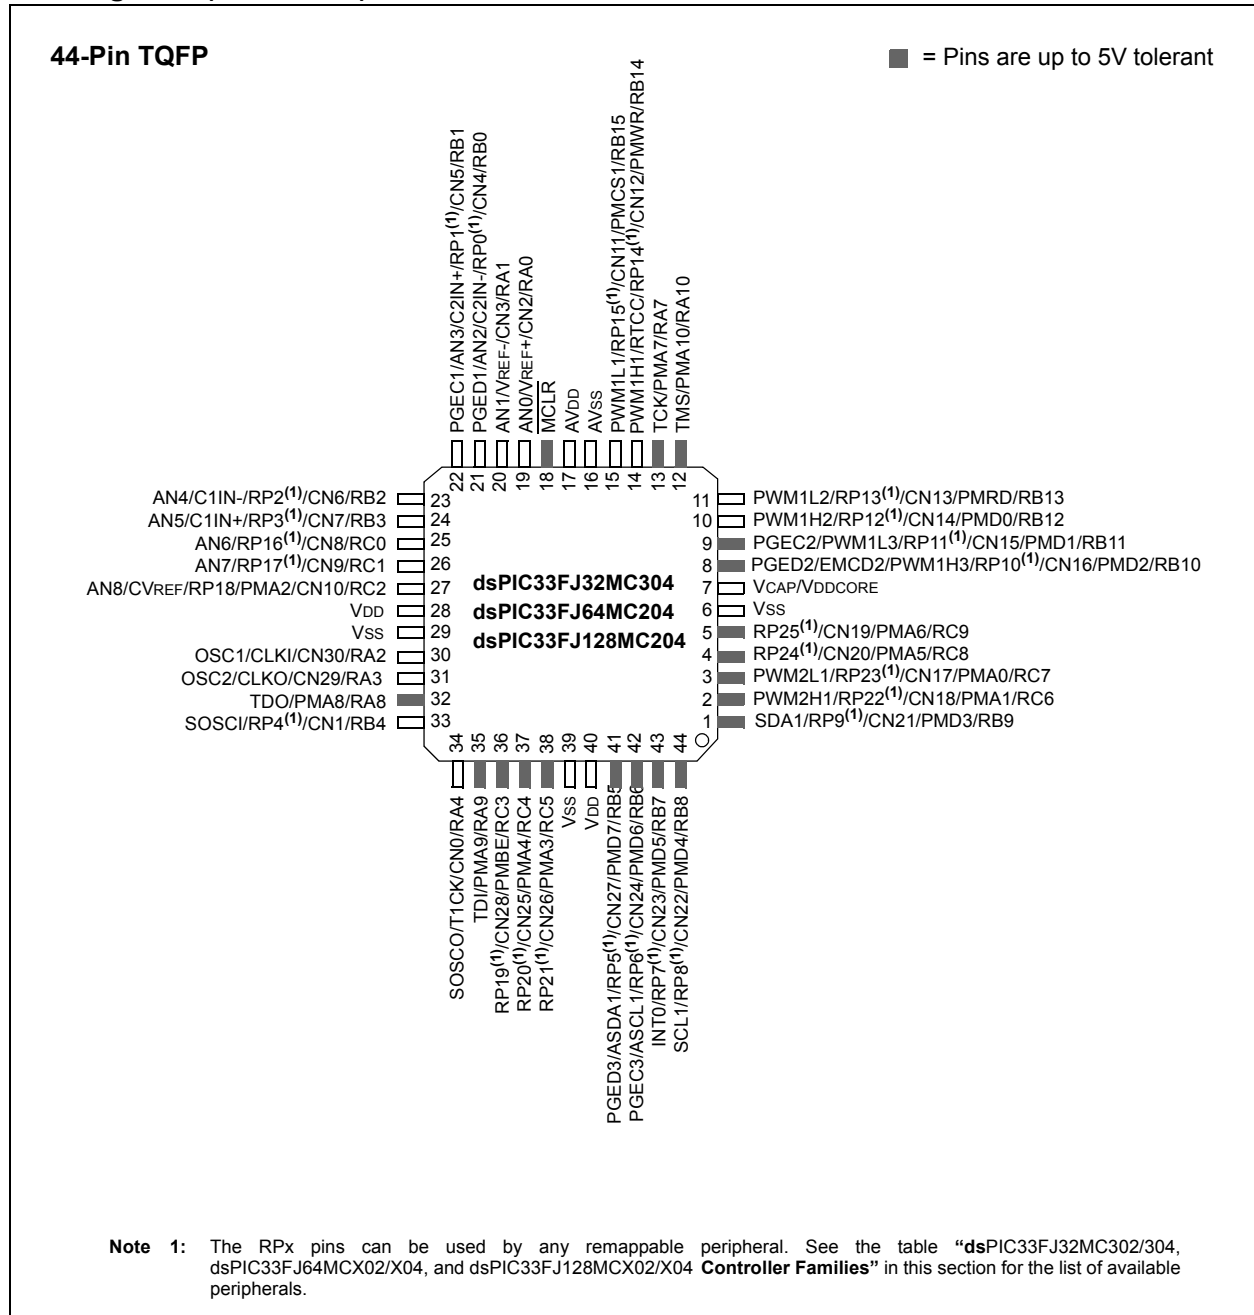 44-Pin TQFP
= Pins are up to 5V tolerant
PGEC1/AN3/C2IN+/RP1(1)/CN5/RB1
PGED1/AN2/C2IN-/RP0(1)/CN4/RB0
AN1/VREF-/CN3/RA1
AN0/VREF+/CN2/RA0
MCLR
AVDD
AVSS
PWM1L1/RP15(1)/CN11/PMCS1/RB15
PWM1H1/RTCC/RP14(1)/CN12/PMWR/RB14
TCK/PMA7/RA7
TMS/PMA10/RA10
22 21 20 19 18 17 16 15 14 13 12
AN4/C1IN-/RP2(1)/CN6/RB2 23
AN5/C1IN+/RP3(1)/CN7/RB3 24
AN6/RP16(1)/CN8/RC0 25
AN7/RP17(1)/CN9/RC1 26
AN8/CVREF/RP18/PMA2/CN10/RC2 27
VDD 28
VSS 29
OSC1/CLKI/CN30/RA2 30
OSC2/CLKO/CN29/RA3 31
TDO/PMA8/RA8 32
SOSCI/RP4(1)/CN1/RB4 33
dsPIC33FJ32MC304
dsPIC33FJ64MC204
dsPIC33FJ128MC204
11 PWM1L2/RP13(1)/CN13/PMRD/RB13
10 PWM1H2/RP12(1)/CN14/PMD0/RB12
9 PGEC2/PWM1L3/RP11(1)/CN15/PMD1/RB11
8 PGED2/EMCD2/PWM1H3/RP10(1)/CN16/PMD2/RB10
7 VCAP/VDDCORE
6 VSS
5 RP25(1)/CN19/PMA6/RC9
4 RP24(1)/CN20/PMA5/RC8
3 PWM2L1/RP23(1)/CN17/PMA0/RC7
2 PWM2H1/RP22(1)/CN18/PMA1/RC6
1 SDA1/RP9(1)/CN21/PMD3/RB9
34 35 36 37 38 39 40 41 42 43 44
SOSCO/T1CK/CN0/RA4
TDI/PMA9/RA9
RP19(1)/CN28/PMBE/RC3
RP20(1)/CN25/PMA4/RC4
RP21(1)/CN26/PMA3/RC5
VSS
VDD
PGED3/ASDA1/RP5(1)/CN27/PMD7/RB5
PGEC3/ASCL1/RP6(1)/CN24/PMD6/RB6
INT0/RP7(1)/CN23/PMD5/RB7
SCL1/RP8(1)/CN22/PMD4/RB8
Note 1: The RPx pins can be used by any remappable peripheral. See the table “dsPIC33FJ32MC302/304,
dsPIC33FJ64MCX02/X04, and dsPIC33FJ128MCX02/X04 Controller Families” in this section for the list of available
peripherals.